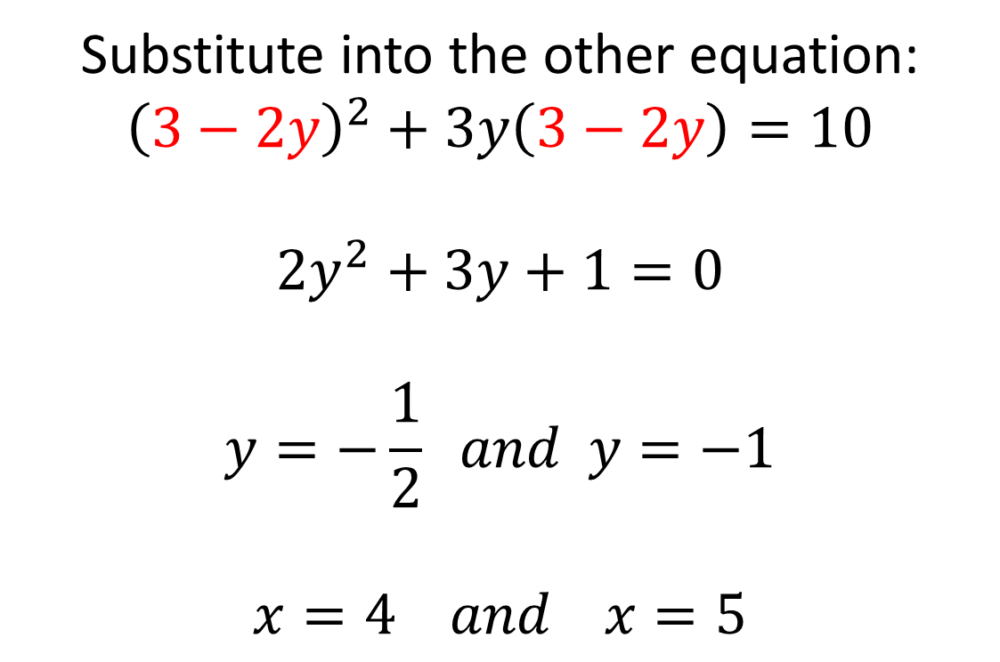 Substitute into the other equation:
(3 − 2y)² + 3y(3 − 2y) = 10
2y² + 3y + 1 = 0
y = −1/2 and y = −1
x = 4 and x = 5